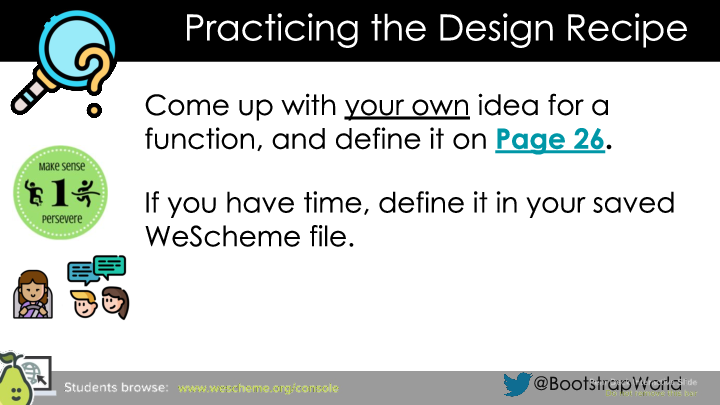 Practicing the Design Recipe
Come up with your own idea for a
function, and define it on Page 26.
If you have time, define it in your saved
WeScheme file.
Make sense
1
Persevere
Students browse: www.wescheme.org/console
@BootstrapWorld